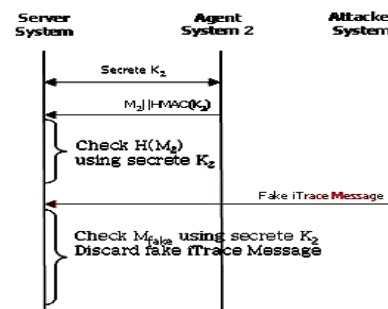 Server
System
Agent
System 2
Attacke
System
Secrete K2
M2||HMAC(K2)
Check H(M2)
using secrete K2
Fake iTrace Message
Check Mfake using secrete K2
Discard fake iTrace Message